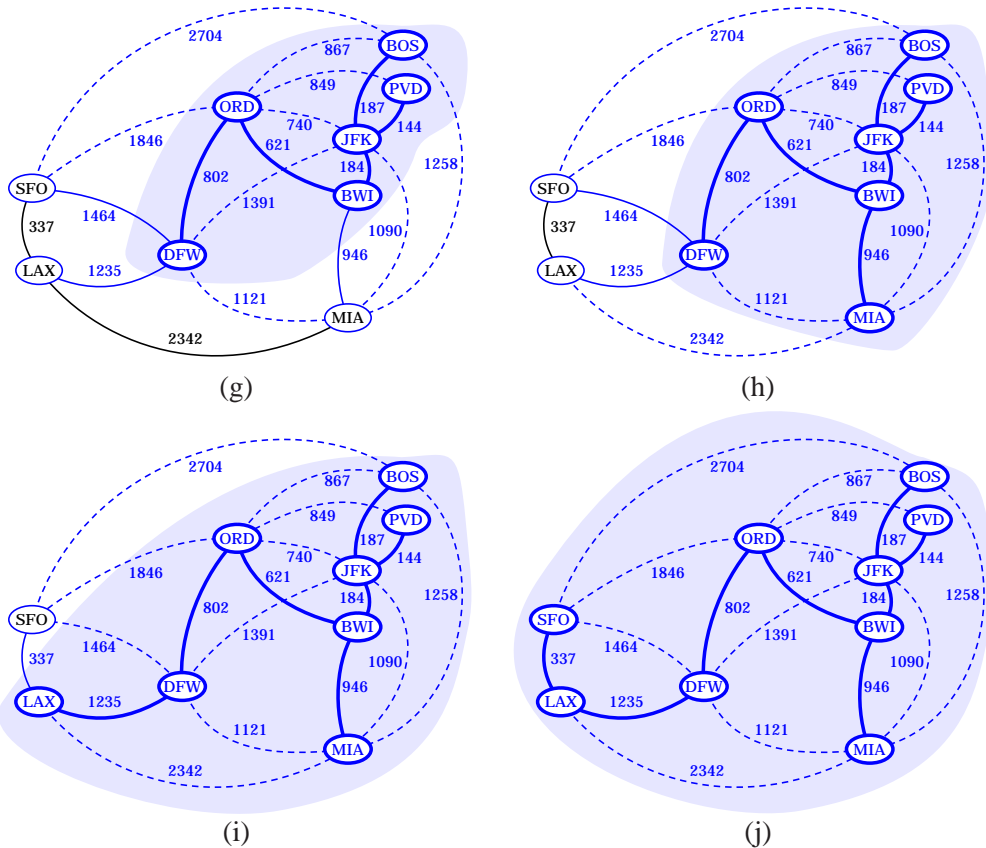 2704
BOS
867
PVD
849
ORD
187
144
740
JFK
1846
621
184
1258
802
SFO
BWI
1391
1464
337
1090
DFW
946
LAX
1235
1121
MIA
2342
(g)
2704
BOS
867
PVD
849
ORD
187
144
740
JFK
1846
621
184
1258
802
SFO
BWI
1391
1464
337
1090
DFW
946
LAX
1235
1121
MIA
2342
(h)
2704
BOS
867
PVD
849
ORD
187
144
740
JFK
1846
621
184
1258
802
SFO
BWI
1391
1464
337
1090
DFW
946
LAX
1235
1121
MIA
2342
(i)
2704
BOS
867
PVD
849
ORD
187
144
740
JFK
1846
621
184
1258
802
SFO
BWI
1391
1464
337
1090
DFW
946
LAX
1235
1121
MIA
2342
(j)